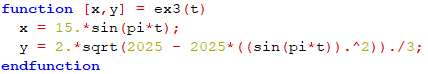 function [x,y] = ex3(t)
x = 15.*sin(pi*t);
y = 2.*sqrt(2025 - 2025*((sin(pi*t)).^2))./3;
endfunction